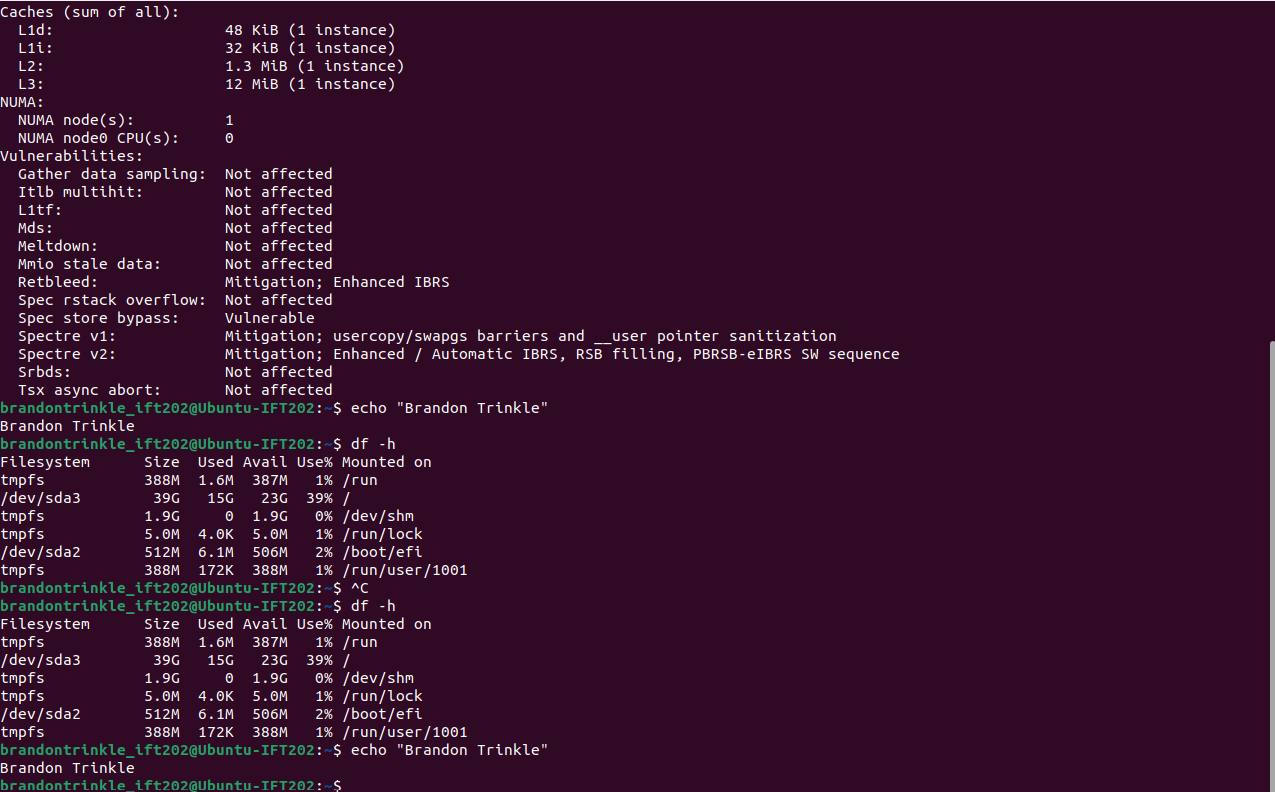 Caches (sum of all):
  L1d:                   48 KiB (1 instance)
  L1i:                   32 KiB (1 instance)
  L2:                    1.3 MiB (1 instance)
  L3:                    12 MiB (1 instance)
NUMA:
  NUMA node(s):          1
  NUMA node0 CPU(s):     0
Vulnerabilities:
  Gather data sampling:  Not affected
  Itlb multihit:         Not affected
  L1tf:                  Not affected
  Mds:                   Not affected
  Meltdown:              Not affected
  Mmio stale data:       Not affected
  Retbleed:              Mitigation; Enhanced IBRS
  Spec rstack overflow:  Not affected
  Spec store bypass:     Vulnerable
  Spectre v1:            Mitigation; usercopy/swapgs barriers and __user pointer sanitization
  Spectre v2:            Mitigation; Enhanced / Automatic IBRS, RSB filling, PBRSB-eIBRS SW sequence
  Srbds:                 Not affected
  Tsx async abort:       Not affected
brandontrinkle_ift202@Ubuntu-IFT202:~$ echo "Brandon Trinkle"
Brandon Trinkle
brandontrinkle_ift202@Ubuntu-IFT202:~$ df -h
Filesystem      Size  Used Avail Use% Mounted on
tmpfs           388M  1.6M  387M   1% /run
/dev/sda3        39G   15G   23G  39% /
tmpfs           1.9G     0  1.9G   0% /dev/shm
tmpfs           5.0M  4.0K  5.0M   1% /run/lock
/dev/sda2       512M  6.1M  506M   2% /boot/efi
tmpfs           388M  172K  388M   1% /run/user/1001
brandontrinkle_ift202@Ubuntu-IFT202:~$ ^C
brandontrinkle_ift202@Ubuntu-IFT202:~$ df -h
Filesystem      Size  Used Avail Use% Mounted on
tmpfs           388M  1.6M  387M   1% /run
/dev/sda3        39G   15G   23G  39% /
tmpfs           1.9G     0  1.9G   0% /dev/shm
tmpfs           5.0M  4.0K  5.0M   1% /run/lock
/dev/sda2       512M  6.1M  506M   2% /boot/efi
tmpfs           388M  172K  388M   1% /run/user/1001
brandontrinkle_ift202@Ubuntu-IFT202:~$ echo "Brandon Trinkle"
Brandon Trinkle
brandontrinkle_ift202@Ubuntu-IFT202:~$